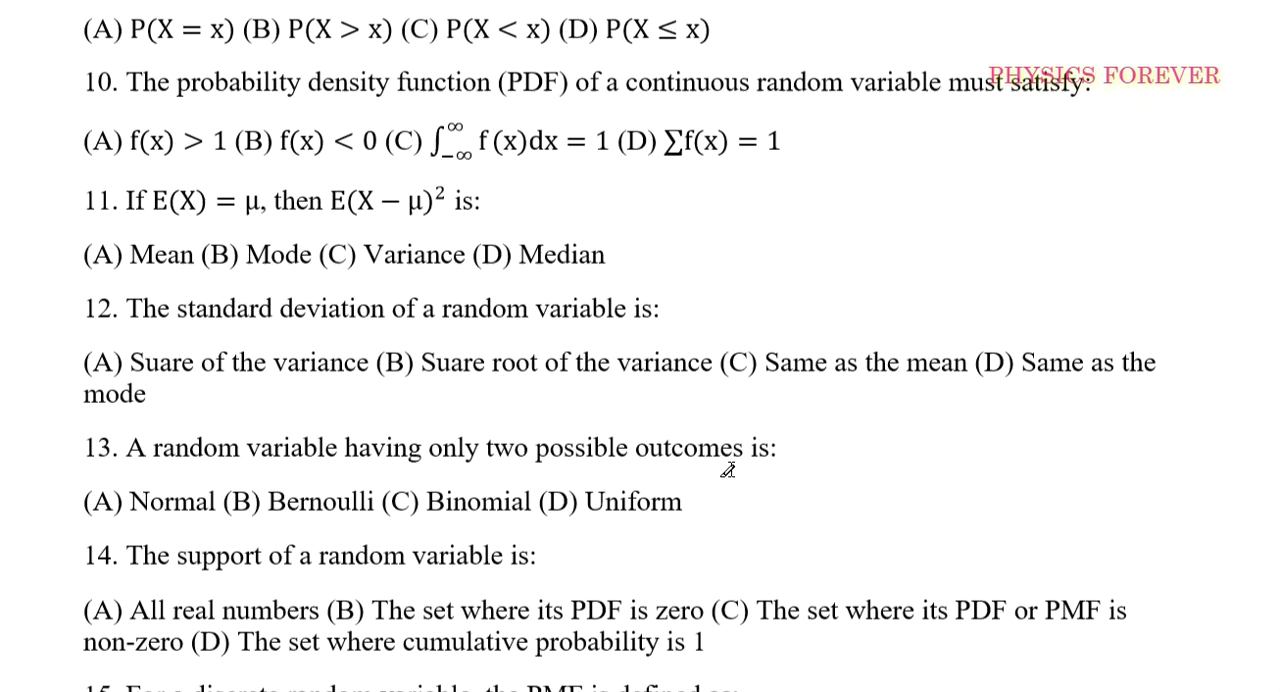 (A) P(X = x) (B) P(X > x) (C) P(X < x) (D) P(X ≤ x)
10. The probability density function (PDF) of a continuous random variable must satisfy:
PHYSICS FOREVER
(A) f(x) > 1 (B) f(x) < 0 (C) ∫_{−∞}^{∞} f(x)dx = 1 (D) ∑f(x) = 1
11. If E(X) = μ, then E(X − μ)² is:
(A) Mean (B) Mode (C) Variance (D) Median
12. The standard deviation of a random variable is:
(A) Suare of the variance (B) Suare root of the variance (C) Same as the mean (D) Same as the
mode
13. A random variable having only two possible outcomes is:
(A) Normal (B) Bernoulli (C) Binomial (D) Uniform
14. The support of a random variable is:
(A) All real numbers (B) The set where its PDF is zero (C) The set where its PDF or PMF is
non-zero (D) The set where cumulative probability is 1